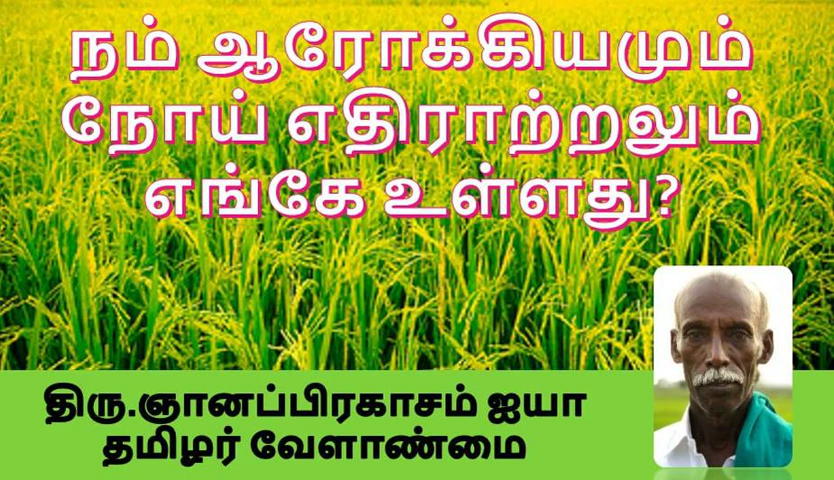 நம் ஆரோக்கியமும்
நோய் எதிராற்றலும்
எங்கே உள்ளது?
திரு.ஞானப்பிரகாசம் ஐயா
தமிழர் வேளாண்மை